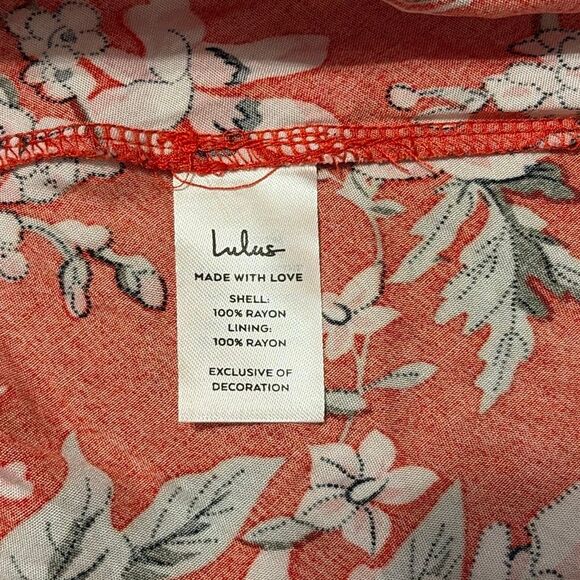 Lulus
MADE WITH LOVE
SHELL:
100% RAYON
LINING:
100% RAYON
EXCLUSIVE OF
DECORATION